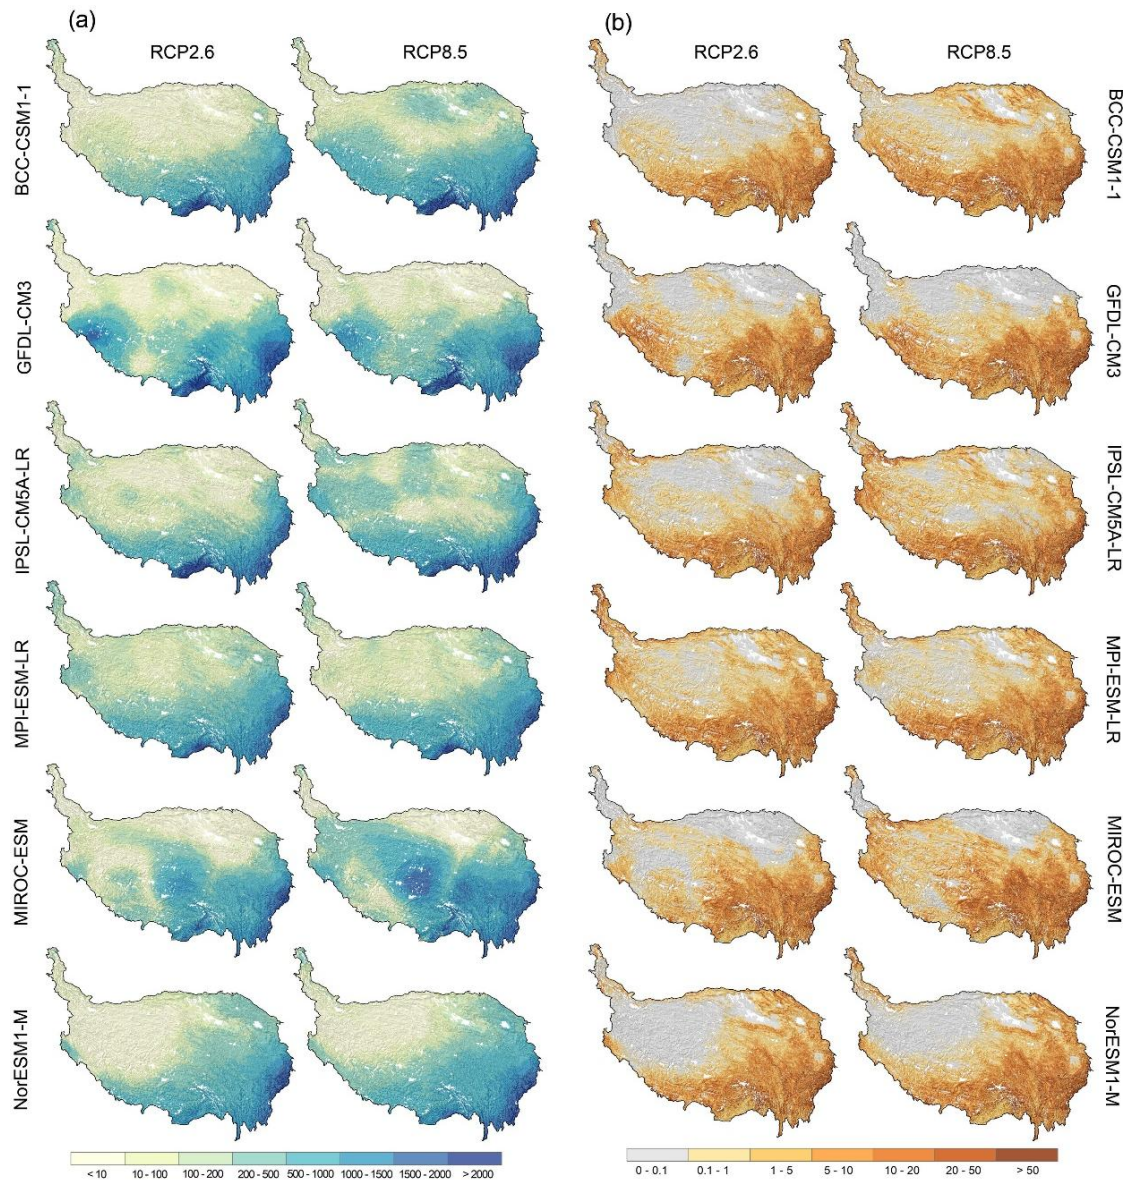 (a) (b)
RCP2.6 RCP8.5 RCP2.6 RCP8.5
BCC-CSM1-1 BCC-CSM1-1
GFDL-CM3 GFDL-CM3
IPSL-CM5A-LR IPSL-CM5A-LR
MPI-ESM-LR MPI-ESM-LR
MIROC-ESM MIROC-ESM
NorESM1-M NorESM1-M
< 10 10 - 100 100 - 200 200 - 500 500 - 1000 1000 - 1500 1500 - 2000 > 2000
0 - 0.1 0.1 - 1 1 - 5 5 - 10 10 - 20 20 - 50 > 50